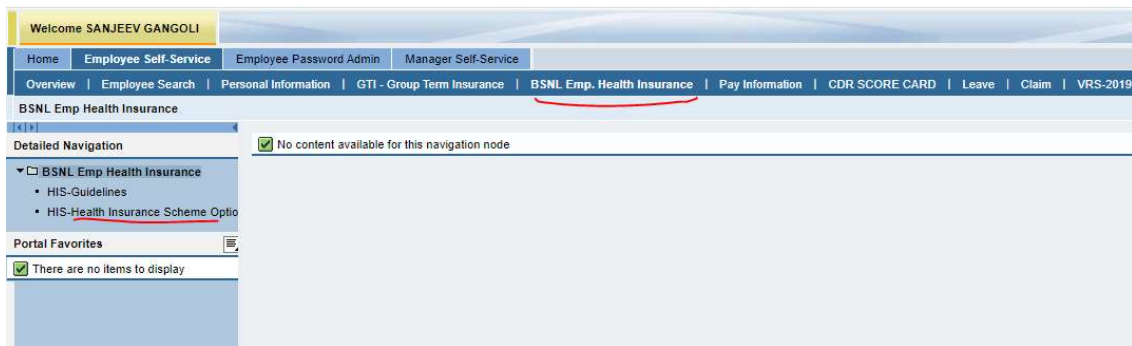 Welcome SANJEEV GANGOLI
Home Employee Self-Service Employee Password Admin Manager Self-Service
Overview | Employee Search | Personal Information | GTI - Group Term Insurance | BSNL Emp. Health Insurance | Pay Information | CDR SCORE CARD | Leave | Claim | VRS-2019
BSNL Emp Health Insurance
Detailed Navigation
No content available for this navigation node
BSNL Emp Health Insurance
• HIS-Guidelines
• HIS-Health Insurance Scheme Optio
Portal Favorites
There are no items to display